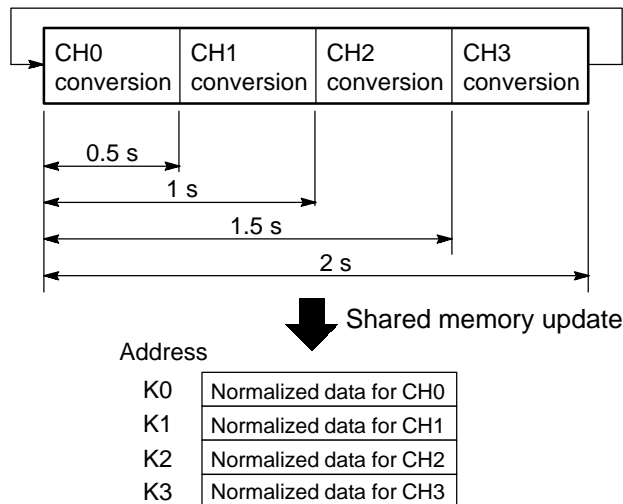 CH0 conversion
CH1 conversion
CH2 conversion
CH3 conversion
0.5 s
1 s
1.5 s
2 s
Shared memory update
Address
K0 Normalized data for CH0
K1 Normalized data for CH1
K2 Normalized data for CH2
K3 Normalized data for CH3